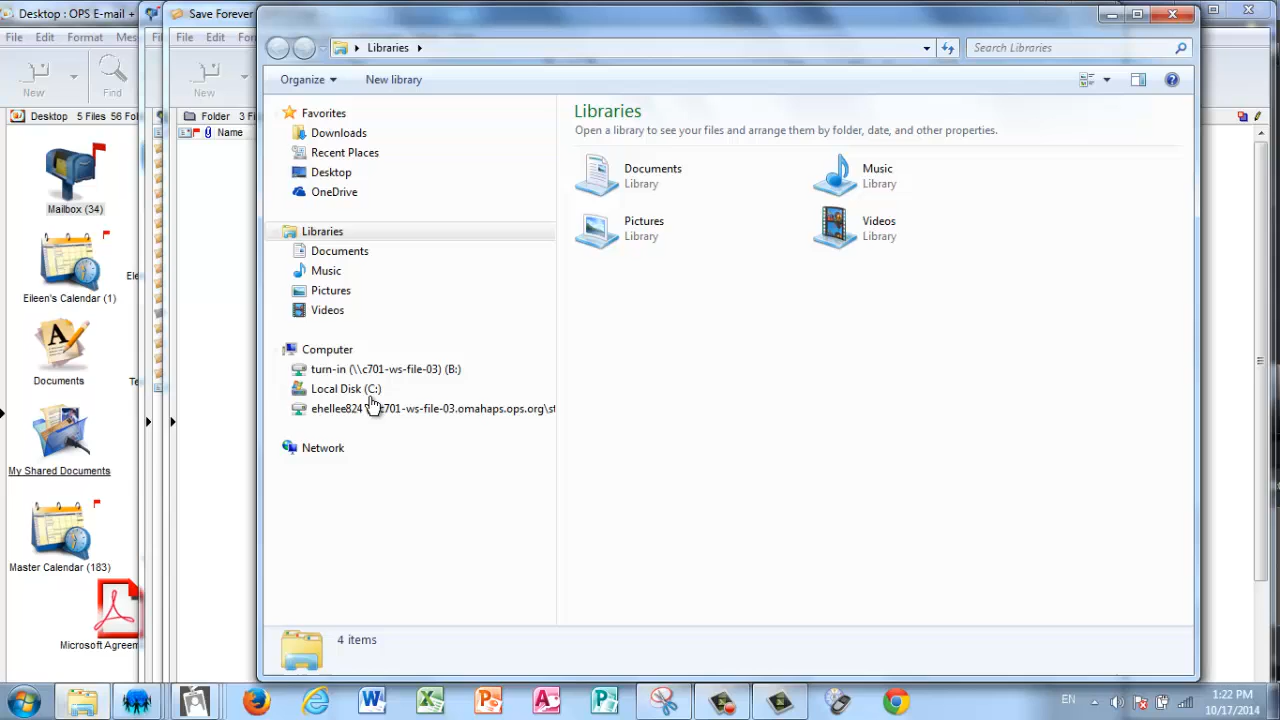 Desktop : OPS E-mail +
Save Forever
File Edit Format Mes
File Edit
New Find
New
Desktop 5 Files 56 Fol
Folder 3 Fi
Name
Mailbox (34)
Eileen's Calendar (1)
Documents
My Shared Documents
Master Calendar (183)
Microsoft Agreem
Libraries
Search Libraries
Organize New library
Favorites
Downloads
Recent Places
Desktop
OneDrive
Libraries
Documents
Music
Pictures
Videos
Computer
turn-in (\\c701-ws-file-03) (B:)
Local Disk (C:)
ehellee824 c701-ws-file-03.omahaps.ops.org\st
Network
Libraries
Open a library to see your files and arrange them by folder, date, and other properties.
Documents
Library
Music
Library
Pictures
Library
Videos
Library
4 items
EN
1:22 PM
10/17/2014